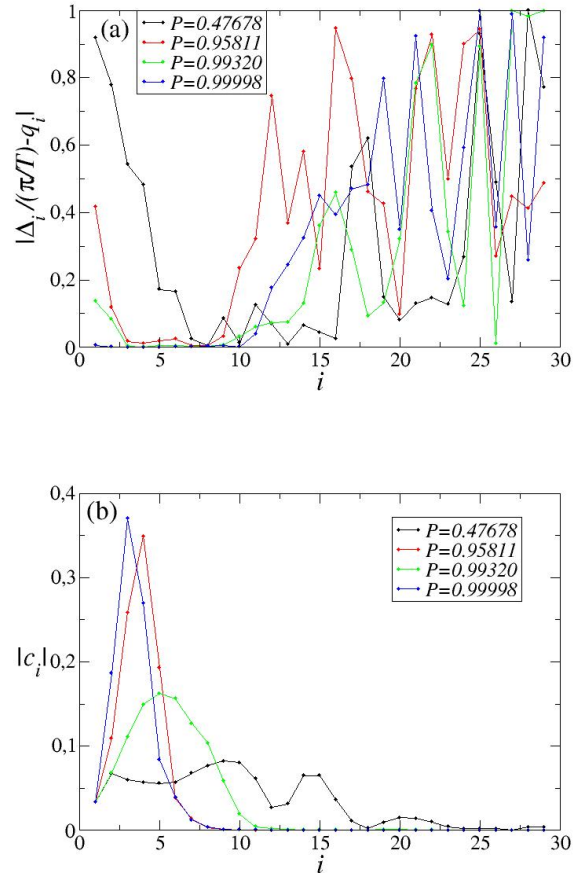 (a)
P=0.47678
P=0.95811
P=0.99320
P=0.99998
|Δi/(π/T)-qi|
1
0,8
0,6
0,4
0,2
0
0 5 10 15 20 25 30
i
(b)
P=0.47678
P=0.95811
P=0.99320
P=0.99998
|ci|
0,4
0,3
0,2
0,1
0
0 5 10 15 20 25 30
i